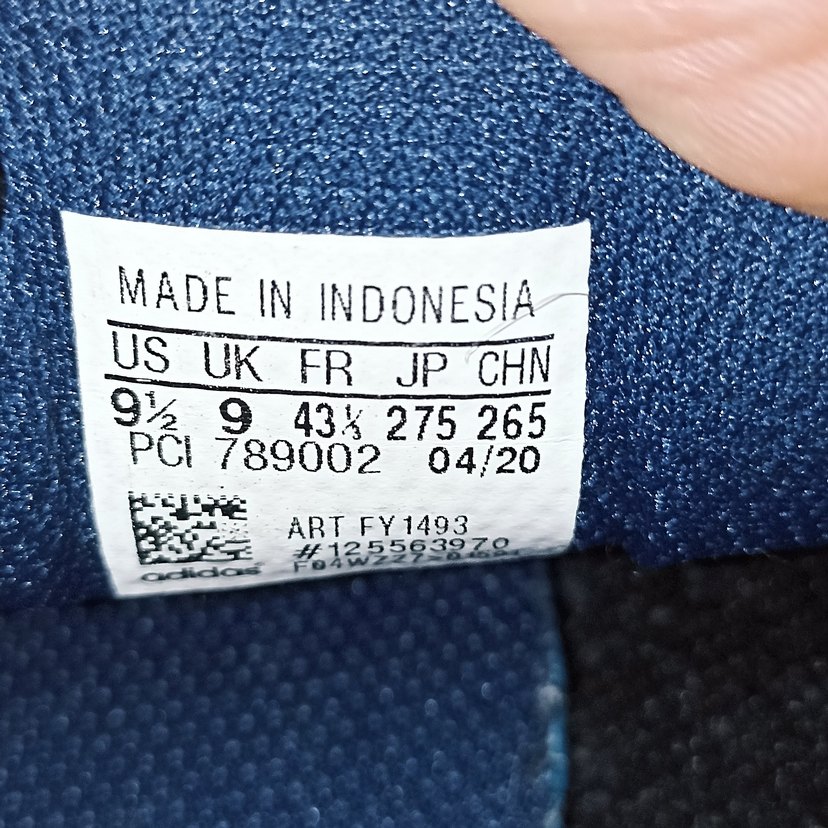 MADE IN INDONESIA
US UK FR JP CHN
9½ 9 43⅓ 275 265
PCI 789002 04/20
ART FY1493
#125563970
adidas